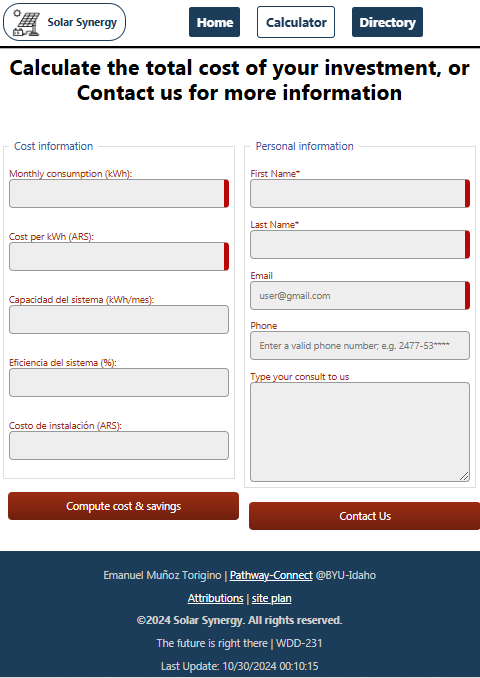 Solar Synergy
Home
Calculator
Directory
Calculate the total cost of your investment, or
Contact us for more information
Cost information
Monthly consumption (kWh):
Cost per kWh (ARS):
Capacidad del sistema (kWh/mes):
Eficiencia del sistema (%):
Costo de instalación (ARS):
Compute cost & savings
Personal information
First Name*
Last Name*
Email
user@gmail.com
Phone
Enter a valid phone number; e.g. 2477-53****
Type your consult to us
Contact Us
Emanuel Muñoz Torigino | Pathway-Connect @BYU-Idaho
Attributions | site plan
©2024 Solar Synergy. All rights reserved.
The future is right there | WDD-231
Last Update: 10/30/2024 00:10:15